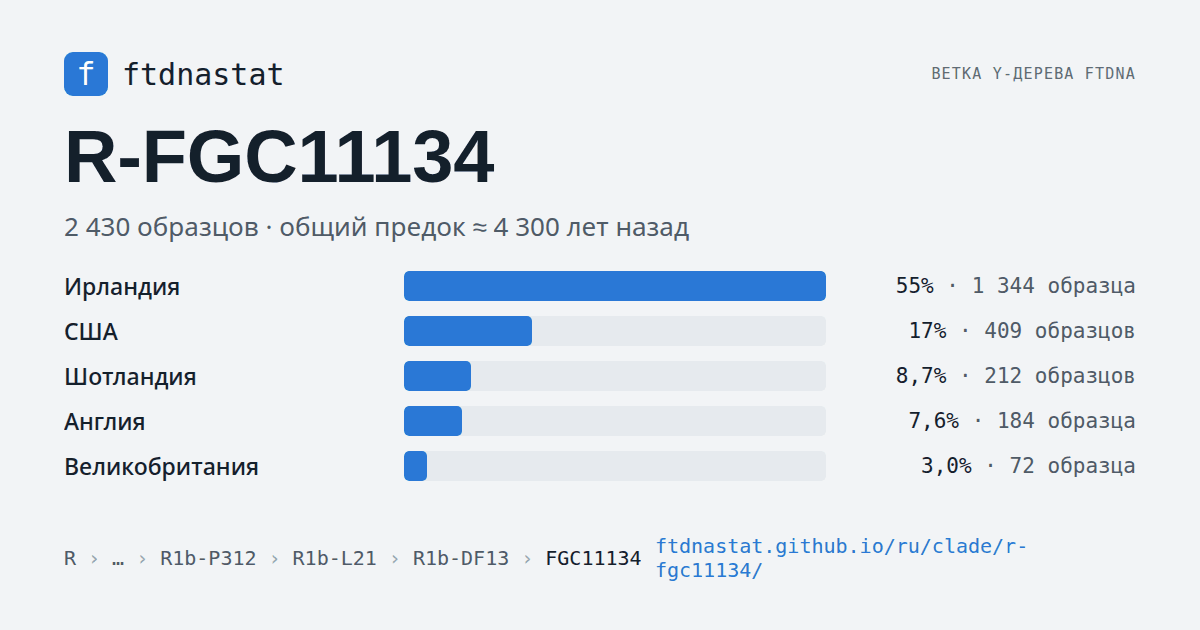 f ftdnastat
ВЕТКА Y-ДЕРЕВА FTDNA
R-FGC11134
2 430 образцов · общий предок ≈ 4 300 лет назад
Ирландия 55% · 1 344 образца
США 17% · 409 образцов
Шотландия 8,7% · 212 образцов
Англия 7,6% · 184 образца
Великобритания 3,0% · 72 образца
R › … › R1b-P312 › R1b-L21 › R1b-DF13 › FGC11134
ftdnastat.github.io/ru/clade/r-
fgc11134/